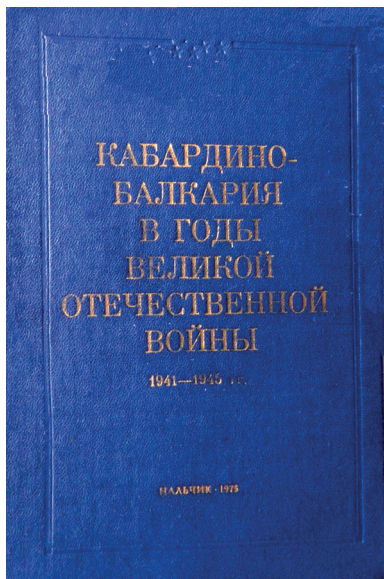 КАБАРДИНО-
БАЛКАРИЯ
В ГОДЫ
ВЕЛИКОЙ
ОТЕЧЕСТВЕННОЙ
ВОЙНЫ
1941—1945 гг.
НАЛЬЧИК · 1975